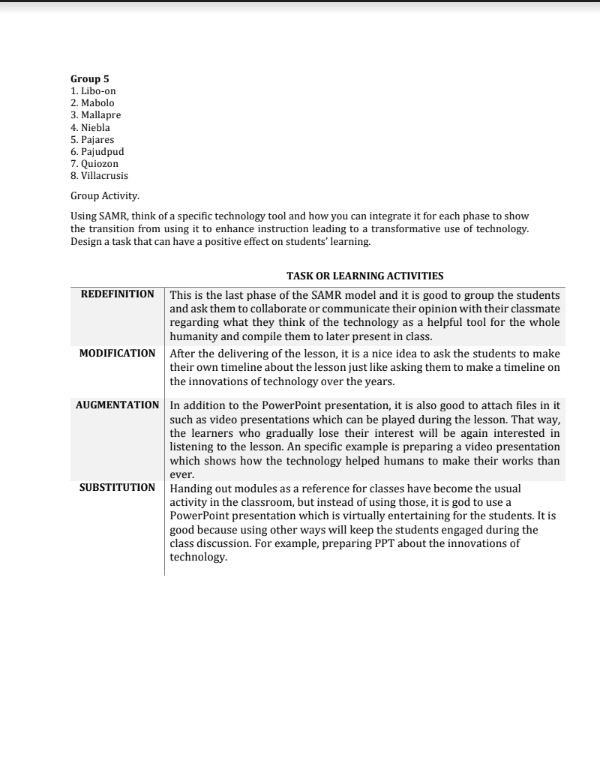 Group 5
1. Libo-on
2. Mabolo
3. Mallapre
4. Niebla
5. Pajares
6. Pajudpud
7. Quiozon
8. Villacrusis
Group Activity.
Using SAMR, think of a specific technology tool and how you can integrate it for each phase to show
the transition from using it to enhance instruction leading to a transformative use of technology.
Design a task that can have a positive effect on students' learning.
TASK OR LEARNING ACTIVITIES
REDEFINITION
This is the last phase of the SAMR model and it is good to group the students
and ask them to collaborate or communicate their opinion with their classmate
regarding what they think of the technology as a helpful tool for the whole
humanity and compile them to later present in class.
MODIFICATION
After the delivering of the lesson, it is a nice idea to ask the students to make
their own timeline about the lesson just like asking them to make a timeline on
the innovations of technology over the years.
AUGMENTATION
In addition to the PowerPoint presentation, it is also good to attach files in it
such as video presentations which can be played during the lesson. That way,
the learners who gradually lose their interest will be again interested in
listening to the lesson. An specific example is preparing a video presentation
which shows how the technology helped humans to make their works than
ever.
SUBSTITUTION
Handing out modules as a reference for classes have become the usual
activity in the classroom, but instead of using those, it is god to use a
PowerPoint presentation which is virtually entertaining for the students. It is
good because using other ways will keep the students engaged during the
class discussion. For example, preparing PPT about the innovations of
technology.